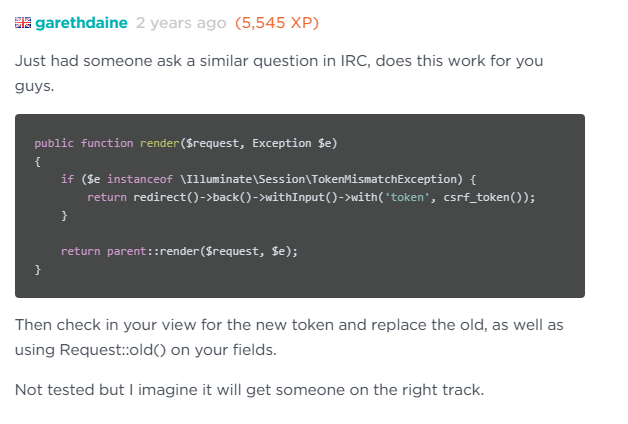 garethdaine 2 years ago (5,545 XP)
Just had someone ask a similar question in IRC, does this work for you
guys.
public function render($request, Exception $e)
{
    if ($e instanceof \Illuminate\Session\TokenMismatchException) {
        return redirect()->back()->withInput()->with('token', csrf_token());
    }
    return parent::render($request, $e);
}
Then check in your view for the new token and replace the old, as well as
using Request::old() on your fields.
Not tested but I imagine it will get someone on the right track.